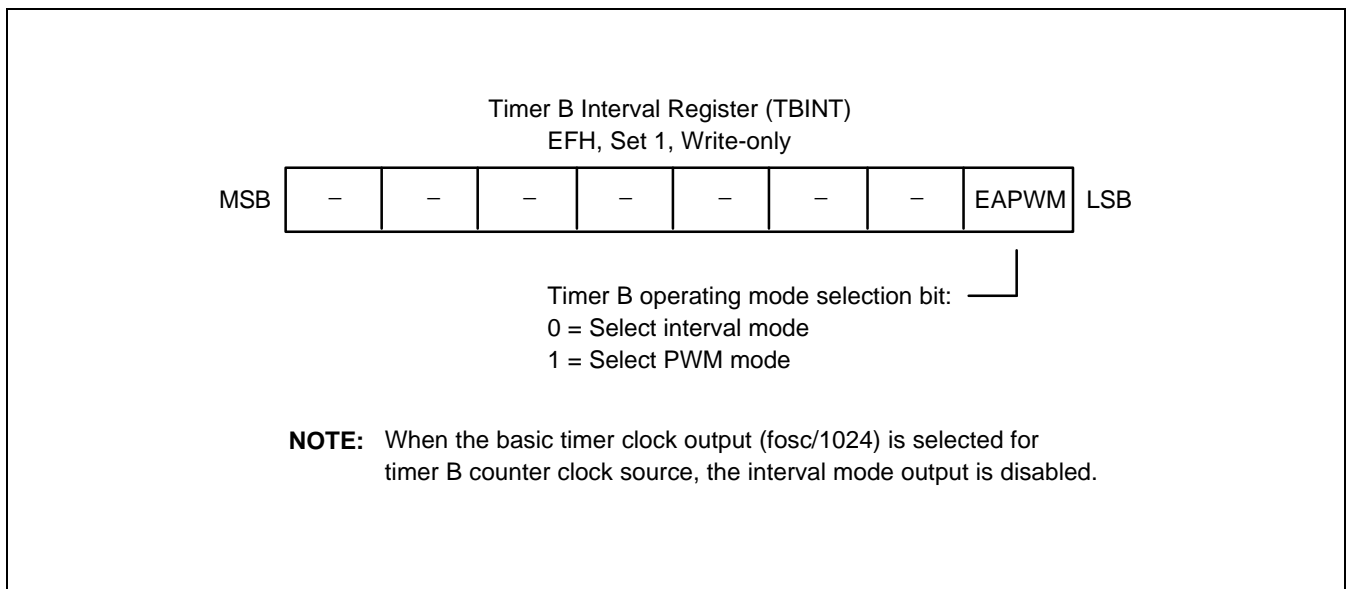 Timer B Interval Register (TBINT)
EFH, Set 1, Write-only
MSB – – – – – – – EAPWM LSB
Timer B operating mode selection bit:
0 = Select interval mode
1 = Select PWM mode
NOTE: When the basic timer clock output (fosc/1024) is selected for
timer B counter clock source, the interval mode output is disabled.